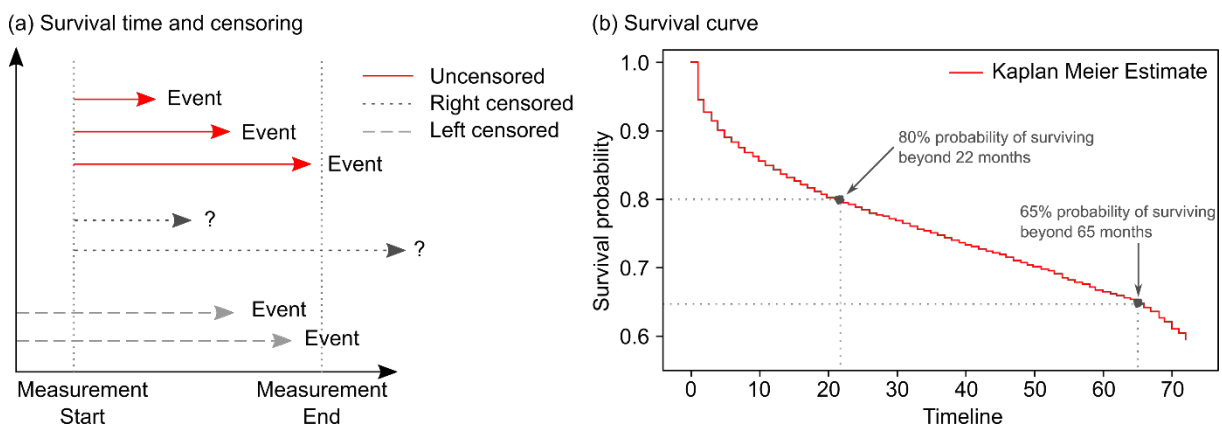 (a) Survival time and censoring
Uncensored
Right censored
Left censored
Event
Event
Event
?
?
Event
Event
Measurement
Start
Measurement
End
(b) Survival curve
Kaplan Meier Estimate
80% probability of surviving
beyond 22 months
65% probability of surviving
beyond 65 months
Survival probability
1.0
0.9
0.8
0.7
0.6
0
10
20
30
40
50
60
70
Timeline